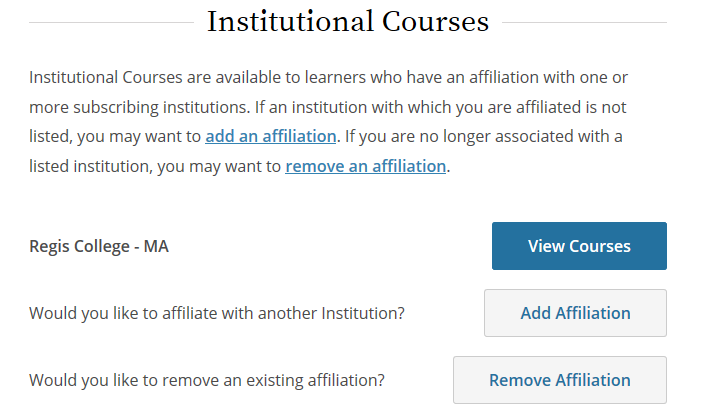 Institutional Courses
Institutional Courses are available to learners who have an affiliation with one or
more subscribing institutions. If an institution with which you are affiliated is not
listed, you may want to add an affiliation. If you are no longer associated with a
listed institution, you may want to remove an affiliation.
Regis College - MA
View Courses
Would you like to affiliate with another Institution?
Add Affiliation
Would you like to remove an existing affiliation?
Remove Affiliation